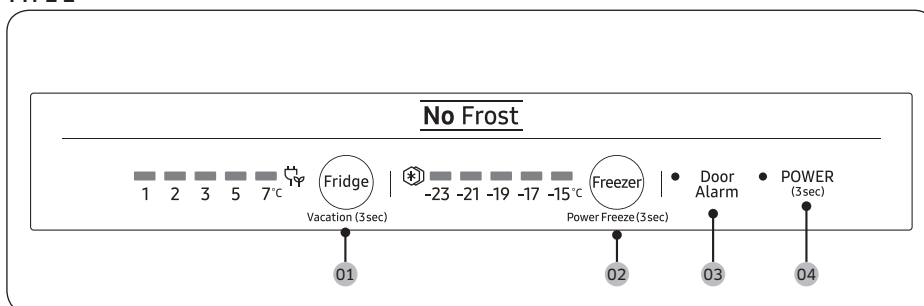 No Frost
1 2 3 5 7°C
Fridge
Vacation (3sec)
-23 -21 -19 -17 -15°C
Freezer
Power Freeze (3sec)
Door
Alarm
POWER
(3sec)
01
02
03
04